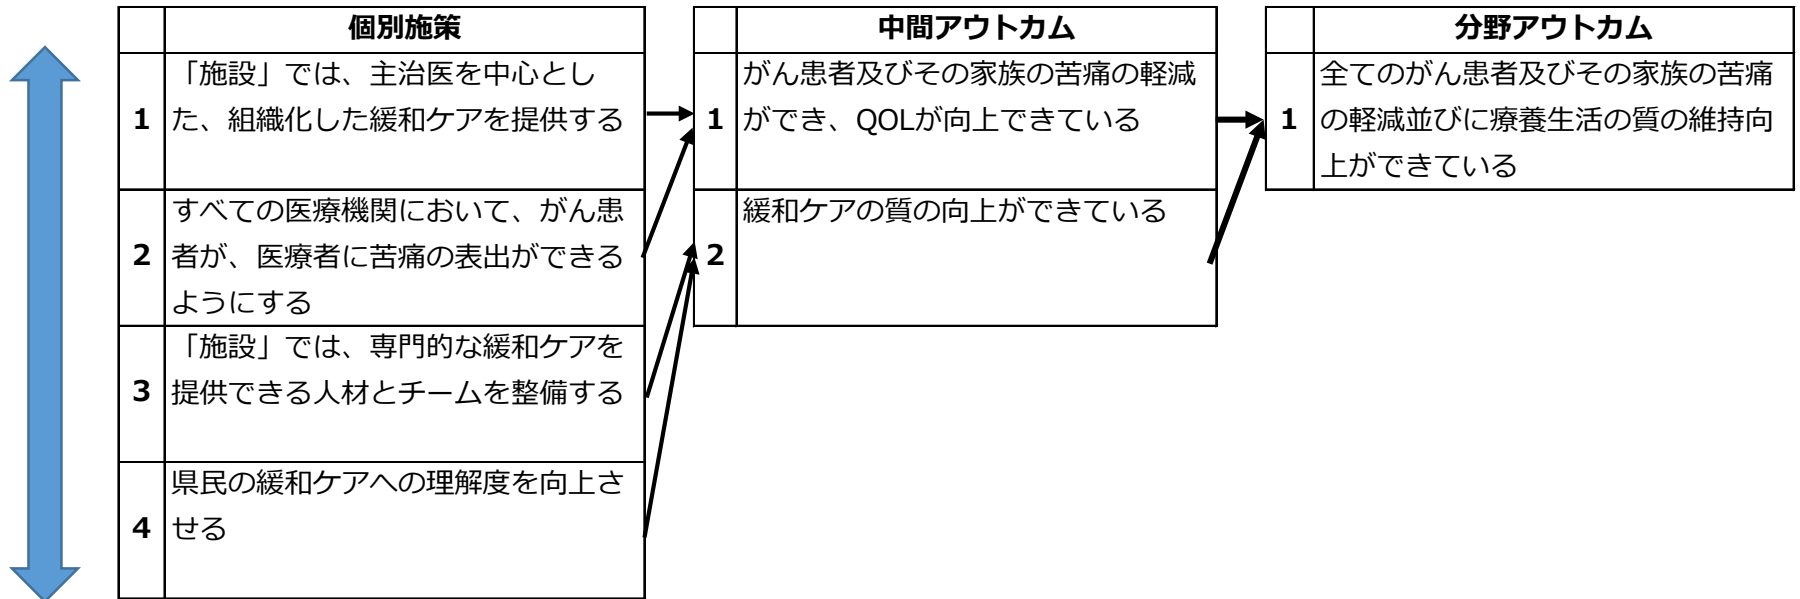 個別施策
1
「施設」では、主治医を中心とし
た、組織化した緩和ケアを提供する
2
すべての医療機関において、がん患
者が、医療者に苦痛の表出ができる
ようにする
3
「施設」では、専門的な緩和ケアを
提供できる人材とチームを整備する
4
県民の緩和ケアへの理解度を向上さ
せる
中間アウトカム
1
がん患者及びその家族の苦痛の軽減
ができ、QOLが向上できている
2
緩和ケアの質の向上ができている
分野アウトカム
1
全てのがん患者及びその家族の苦痛
の軽減並びに療養生活の質の維持向
上ができている